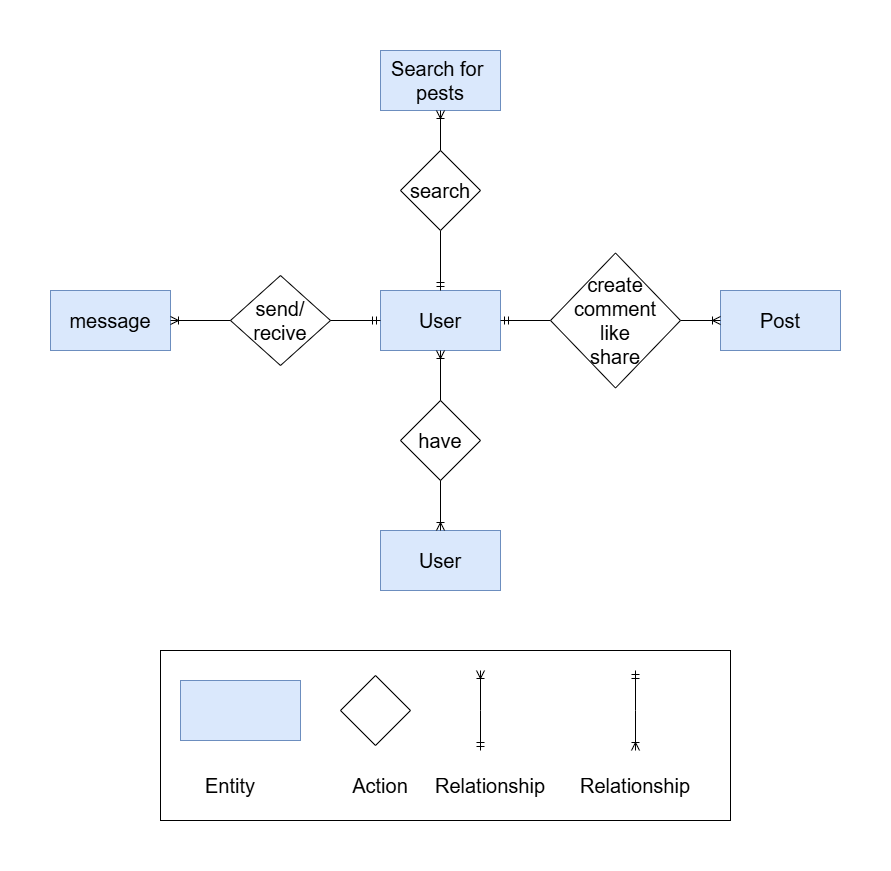 Search for
pests
search
message
send/
recive
User
create
comment
like
share
Post
have
User
Entity
Action
Relationship
Relationship